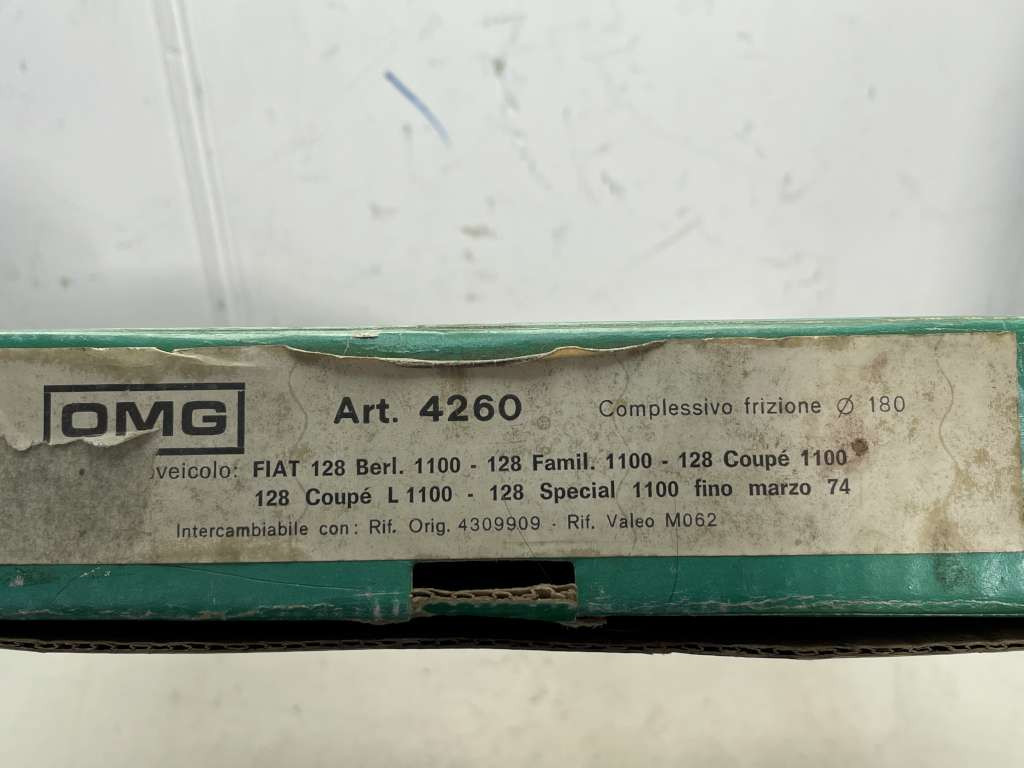 OMG Art. 4260 Complessivo frizione Ø 180
FIAT 128 Berl. 1100 - 128 Famil. 1100 - 128 Coupé 1100
128 Coupé L 1100 - 128 Special 1100 fino marzo 74
Intercambiabile con: Rif. Orig. 4309909 - Rif. Valeo M062